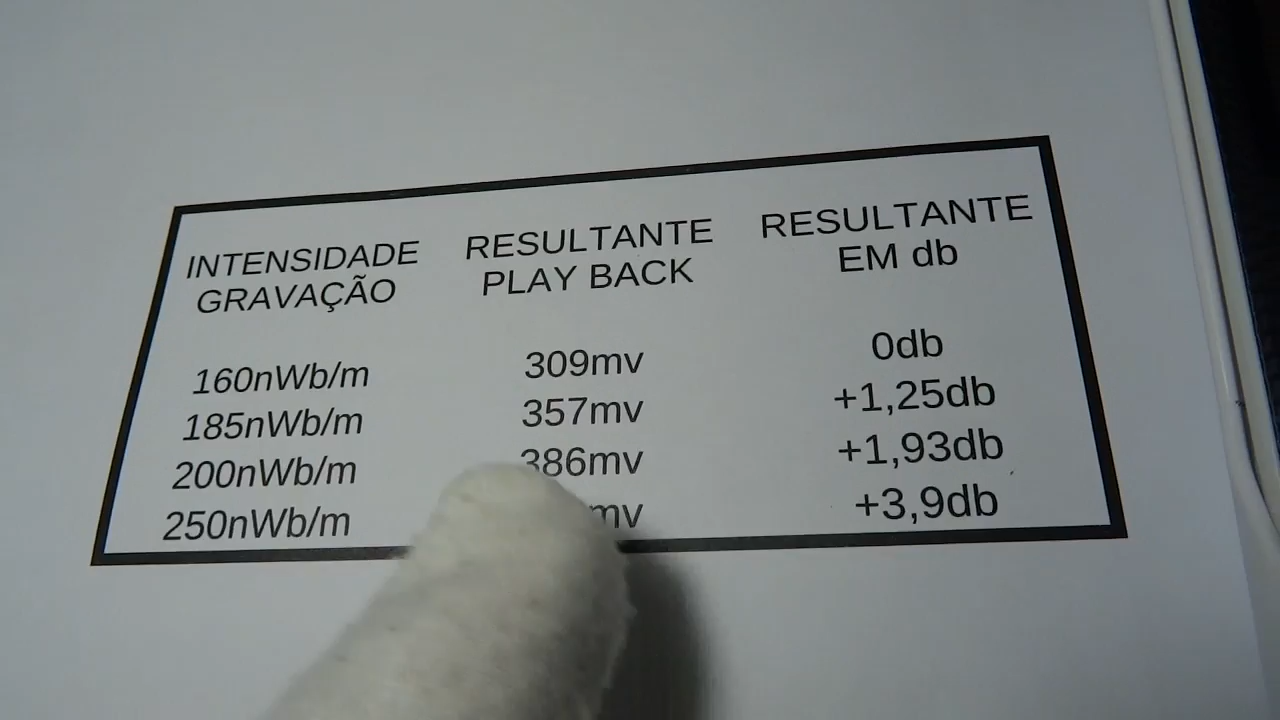 INTENSIDADE GRAVAÇÃO RESULTANTE PLAY BACK RESULTANTE EM db
160nWb/m 309mv 0db
185nWb/m 357mv +1,25db
200nWb/m 386mv +1,93db
250nWb/m mv +3,9db